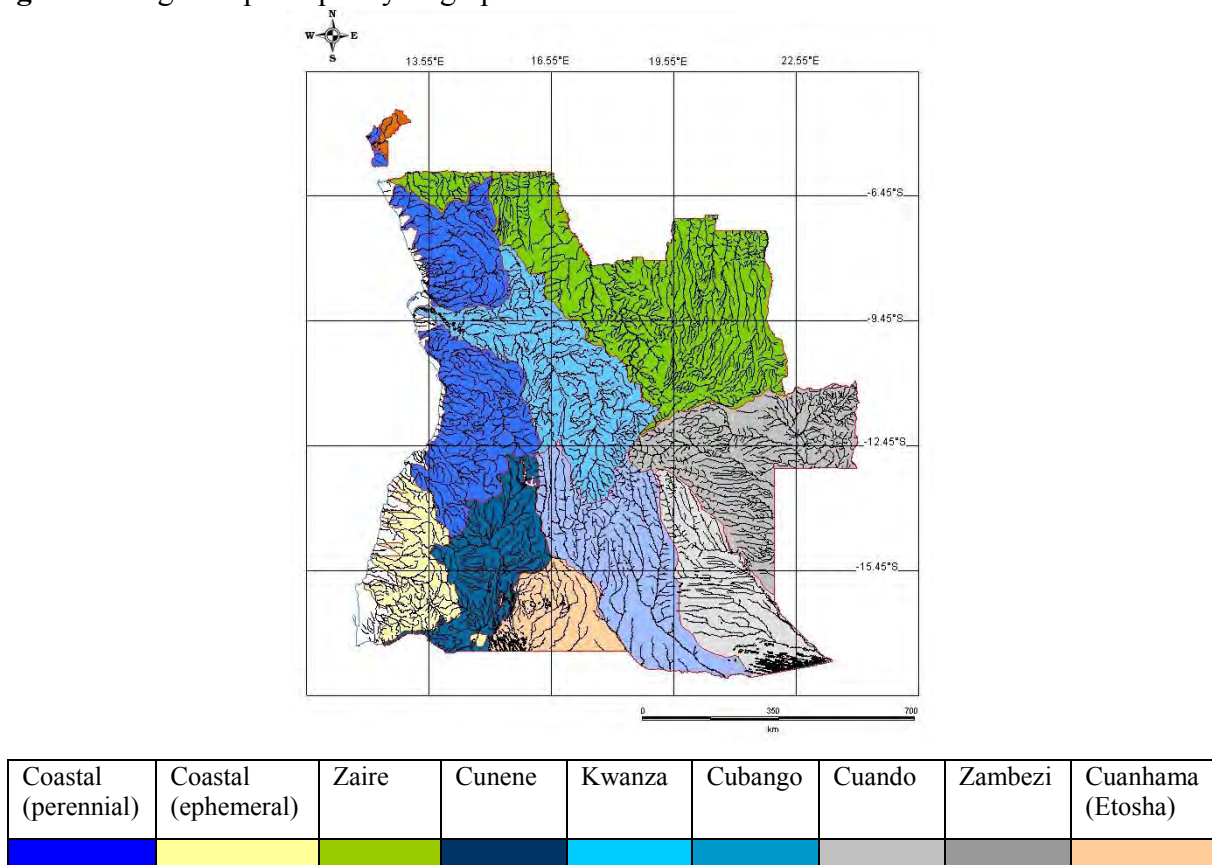 N
W E
S
13.55°E 16.55°E 19.55°E 22.55°E
-6.45°S
-9.45°S
-12.45°S
-15.45°S
0 350 700
km
Coastal (perennial) Coastal (ephemeral) Zaire Cunene Kwanza Cubango Cuando Zambezi Cuanhama (Etosha)